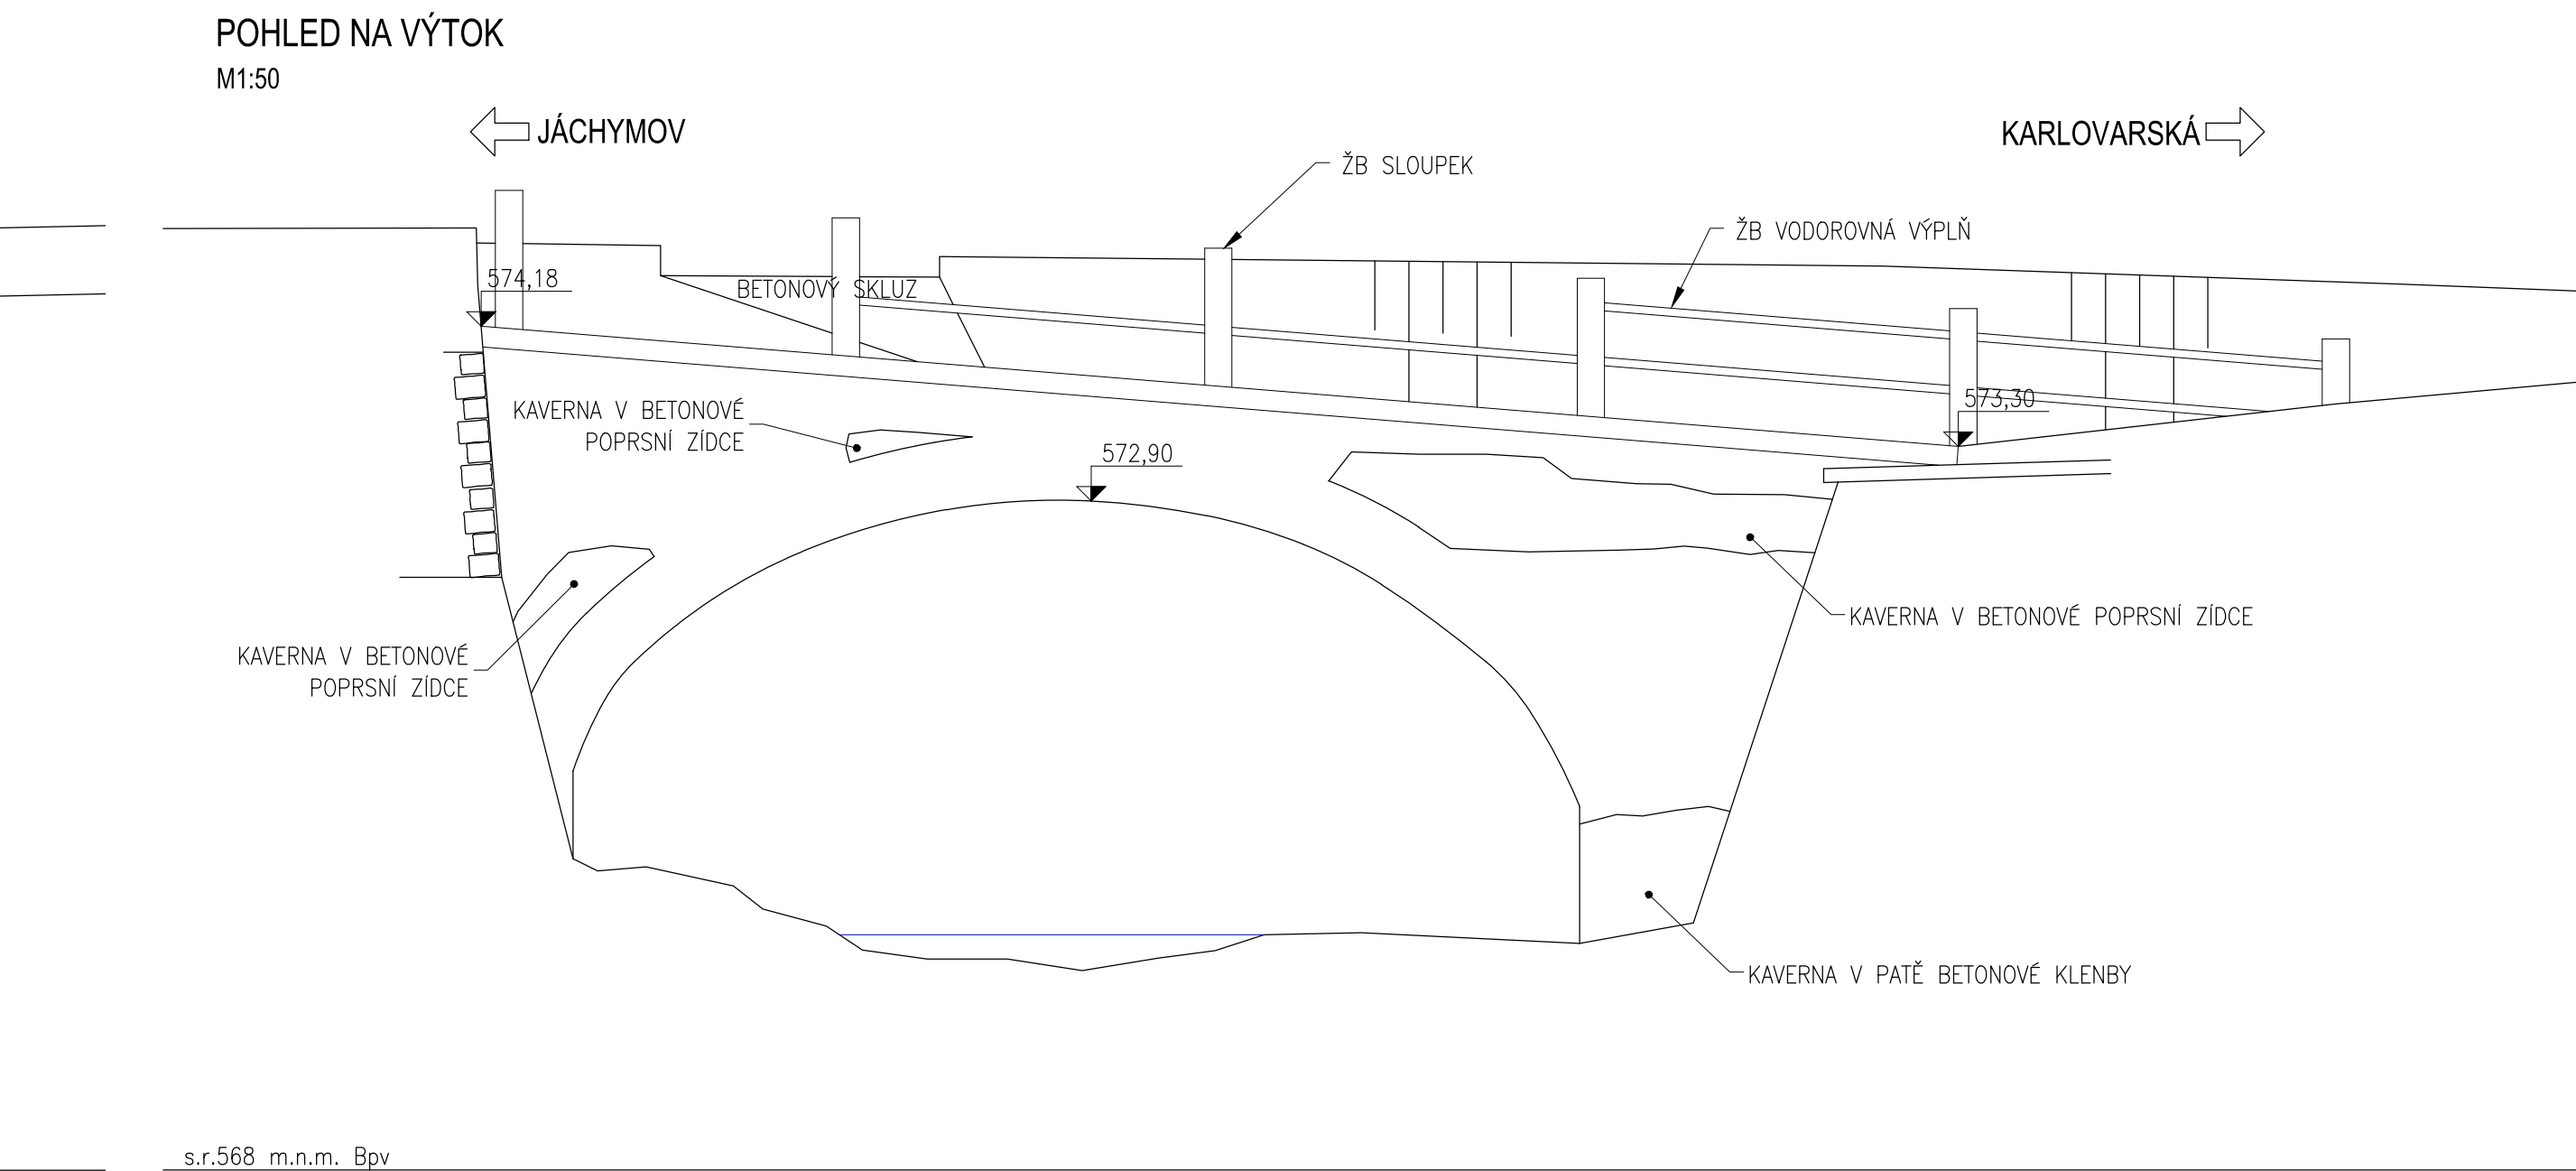 POHLED NA VÝTOK
M1:50
JÁCHYMOV
KARLOVARSKÁ
ŽB SLOUPEK
ŽB VODOROVNÁ VÝPLŇ
574,18
BETONOVÝ SKLUZ
573,30
KAVERNA V BETONOVÉ
POPRSNÍ ZÍDCE
572,90
KAVERNA V BETONOVÉ POPRSNÍ ZÍDCE
KAVERNA V BETONOVÉ
POPRSNÍ ZÍDCE
KAVERNA V PATĚ BETONOVÉ KLENBY
s.r.568 m.n.m. Bpv